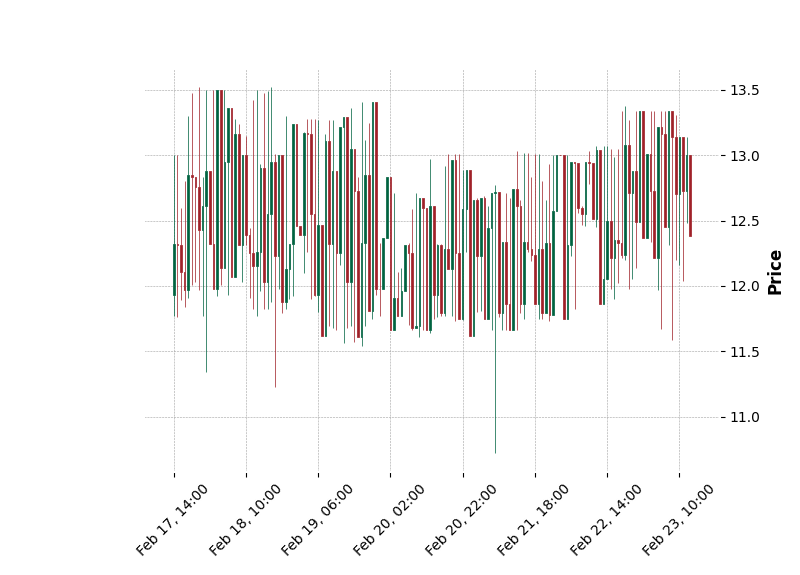 13.5
13.0
12.5
12.0
11.5
11.0
Price
Feb 17, 14:00
Feb 18, 10:00
Feb 19, 06:00
Feb 20, 02:00
Feb 20, 22:00
Feb 21, 18:00
Feb 22, 14:00
Feb 23, 10:00